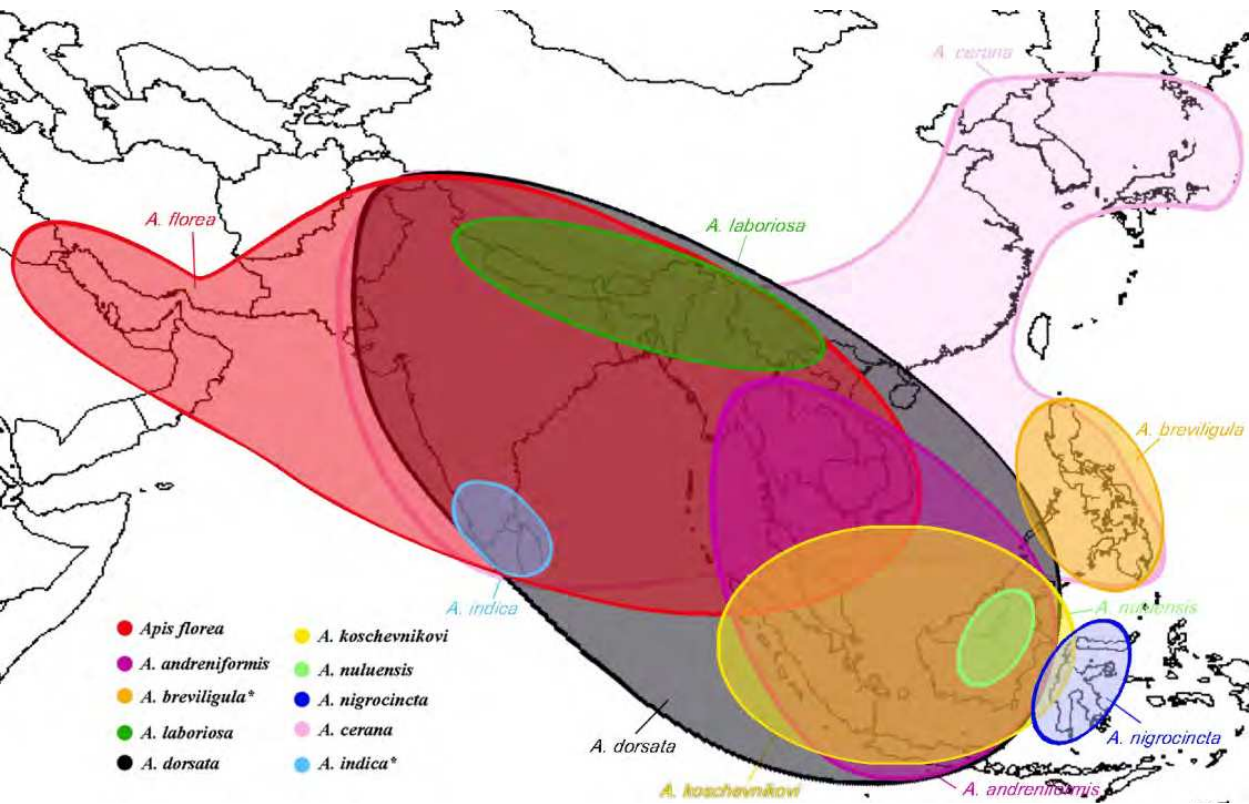 A. cerana
A. florea
A. laboriosa
A. breviligula
A. indica
A. nuluensis
A. nigrocincta
A. dorsata
A. koschevnikovi
A. andreniformis
Apis florea
A. andreniformis
A. breviligula*
A. laboriosa
A. dorsata
A. koschevnikovi
A. nuluensis
A. nigrocincta
A. cerana
A. indica*